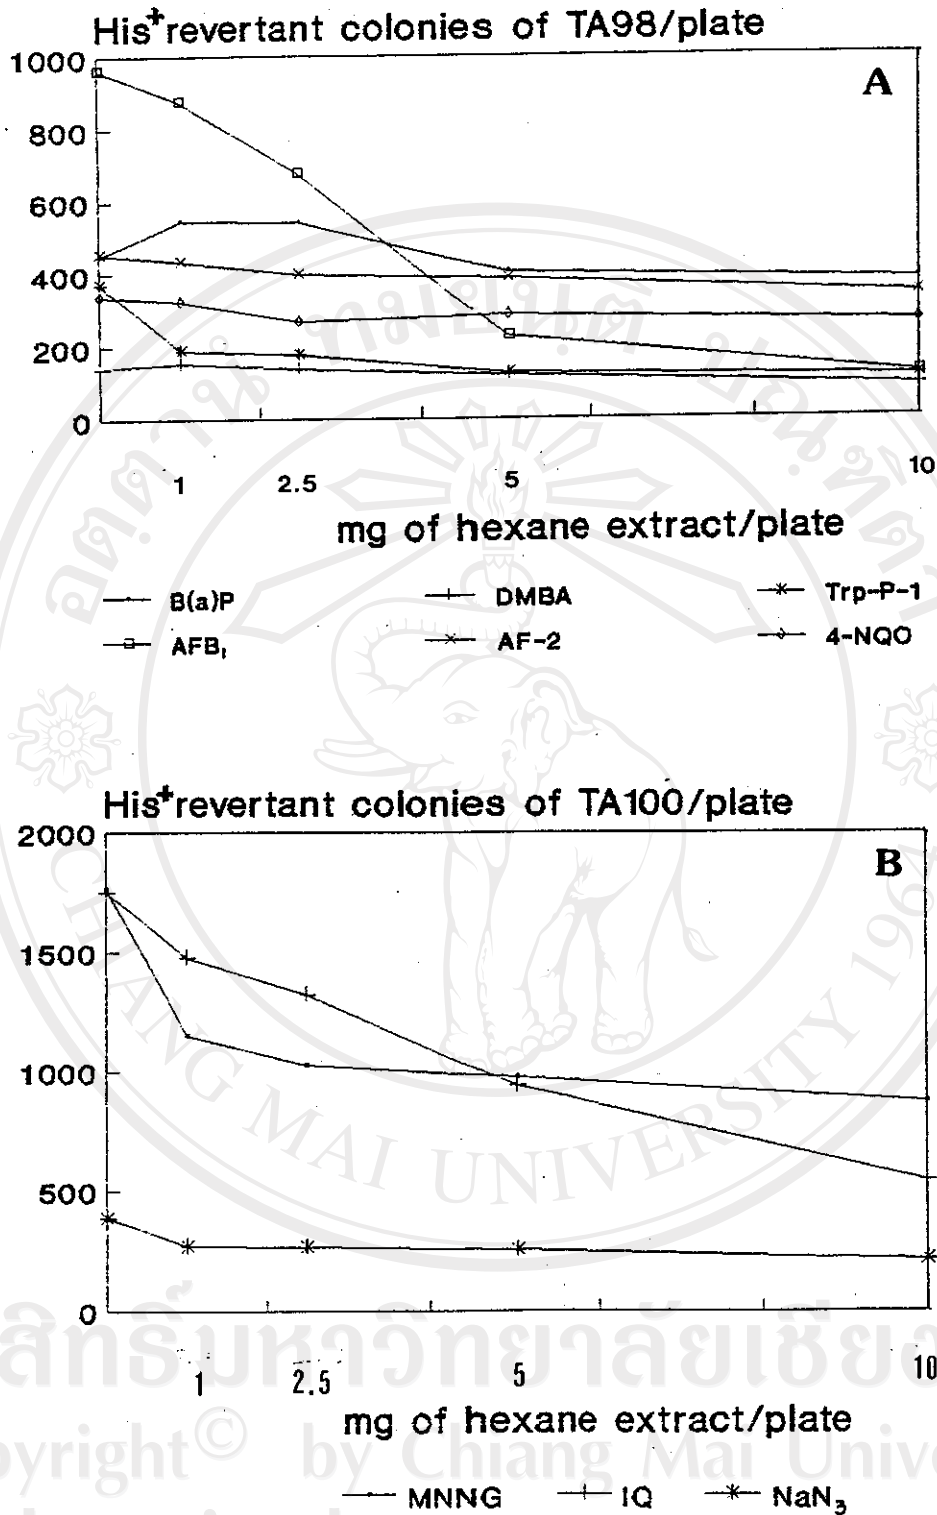 His+revertant colonies of TA98/plate
A
1000
800
600
400
200
0
1 2.5 5 10
mg of hexane extract/plate
B(a)P DMBA Trp-P-1
AFB₁ AF-2 4-NQO
His+revertant colonies of TA100/plate
B
2000
1500
1000
500
0
1 2.5 5 10
mg of hexane extract/plate
MNNG IQ NaN₃
CHIANG MAI UNIVERSITY 1964
by Chiang Mai